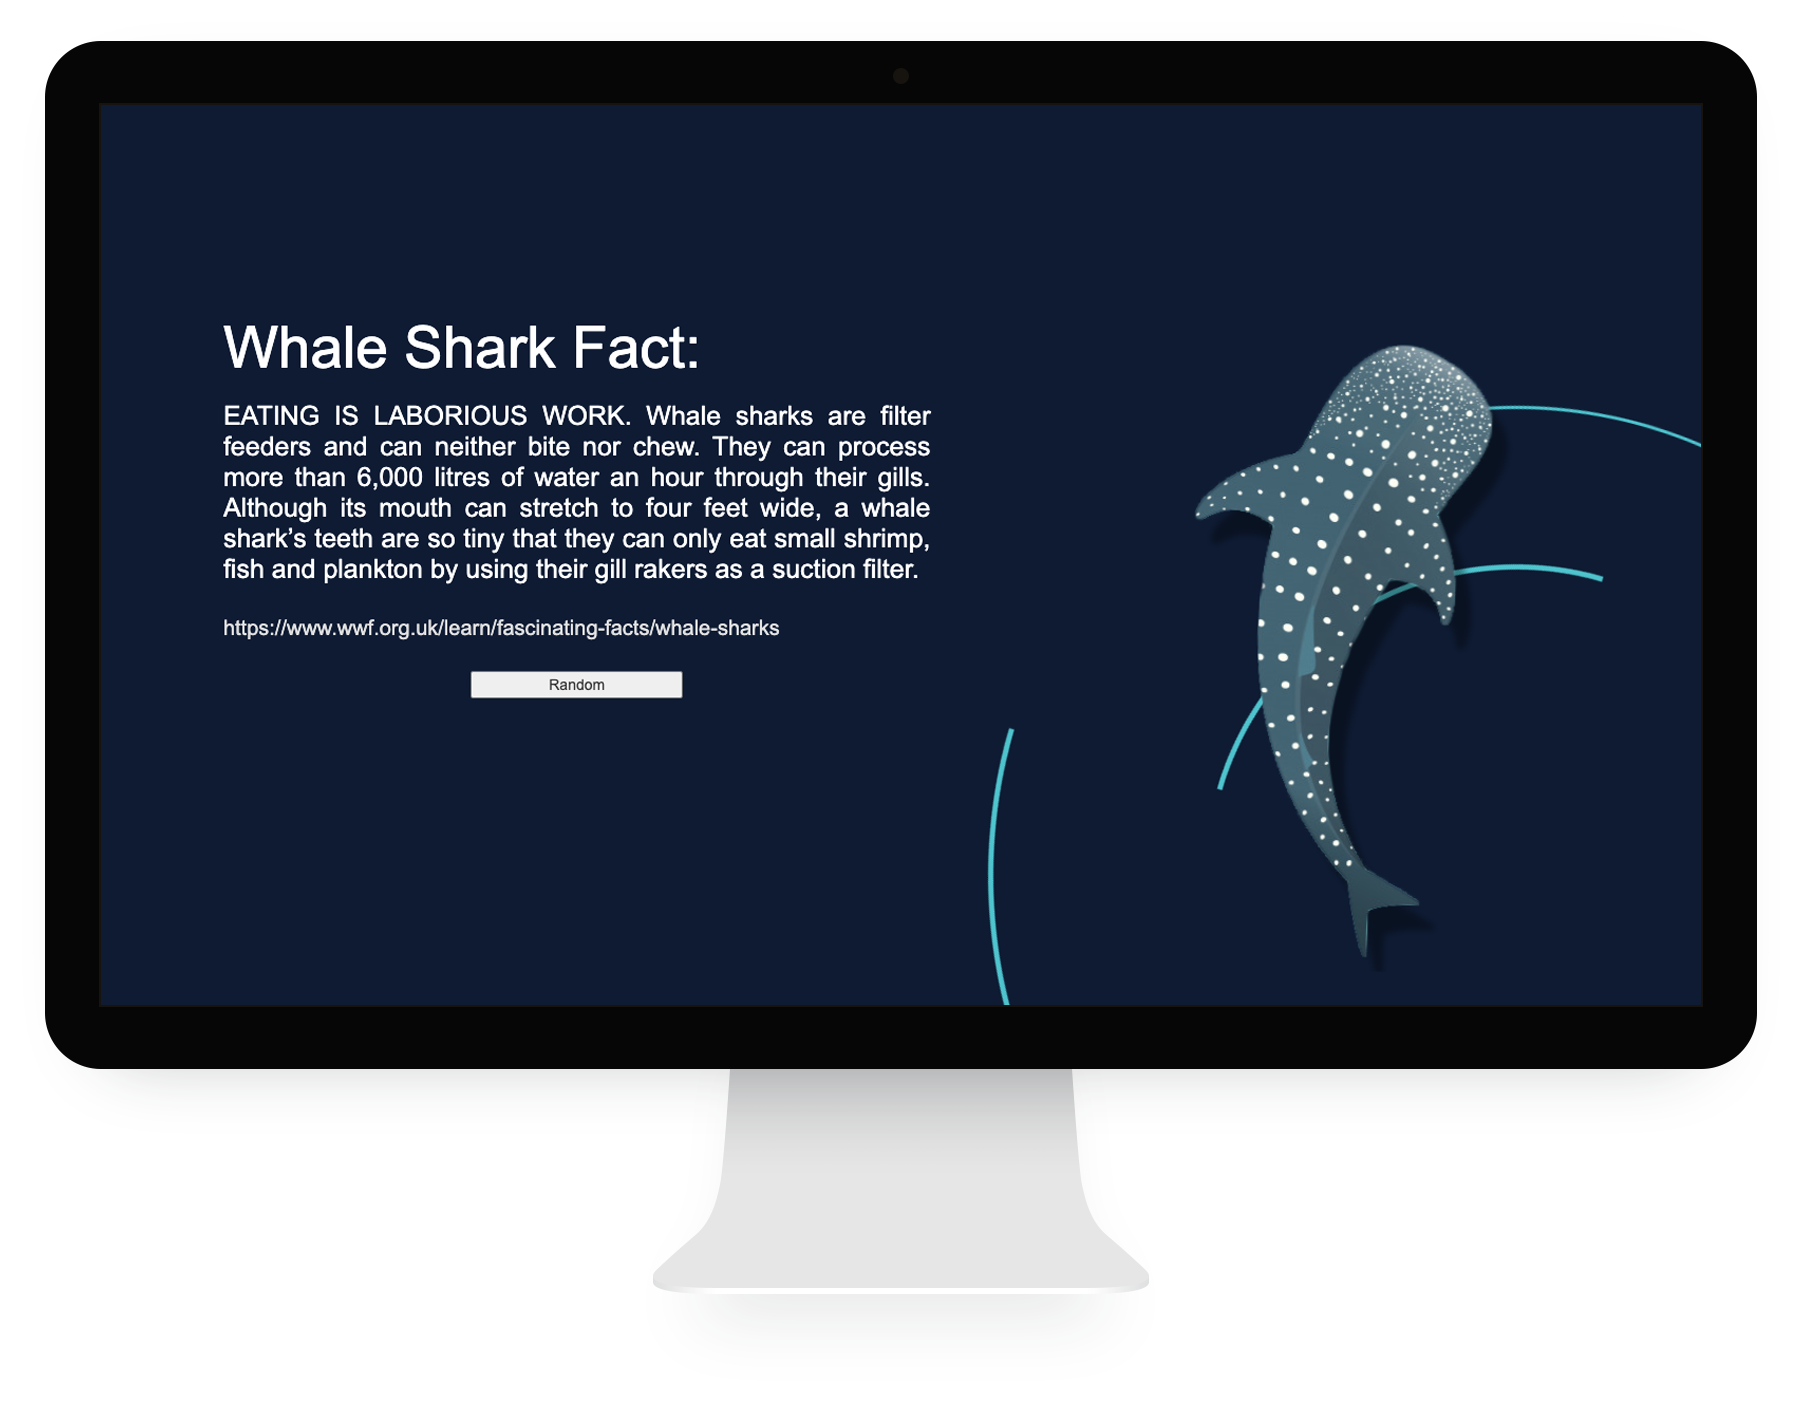 Whale Shark Fact:
EATING IS LABORIOUS WORK. Whale sharks are filter
feeders and can neither bite nor chew. They can process
more than 6,000 litres of water an hour through their gills.
Although its mouth can stretch to four feet wide, a whale
shark’s teeth are so tiny that they can only eat small shrimp,
fish and plankton by using their gill rakers as a suction filter.
https://www.wwf.org.uk/learn/fascinating-facts/whale-sharks
Random